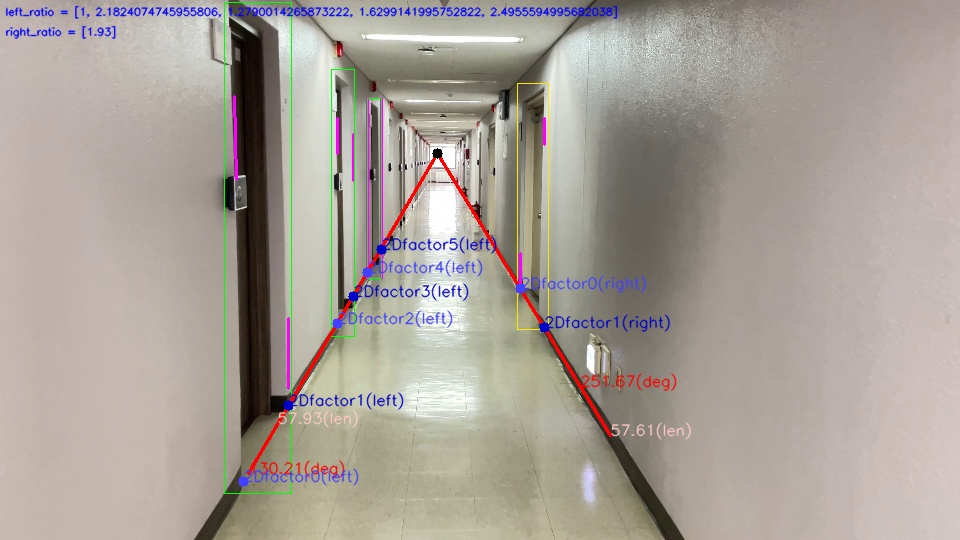 left_ratio = [1, 2.1824074745955806, 1.2790014265873222, 1.6299141995752822, 2.4955594995682038]
right_ratio = [1.93]
2Dfactor5(left)
2Dfactor4(left)
2Dfactor0(right)
2Dfactor3(left)
2Dfactor2(left)
2Dfactor1(right)
251.67(deg)
2Dfactor1(left)
57.93(len)
57.61(len)
130.21(deg)
2Dfactor0(left)